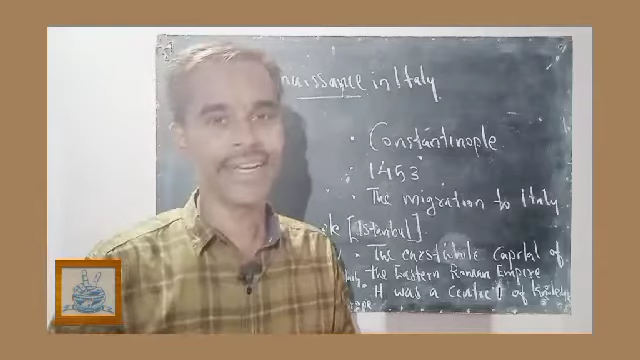 naissance in Italy
• Constantinople
• 1453
• The migration to Italy
[Istanbul].
• The erstwhile capital of
the Eastern Roman Empire
• It was a centre of